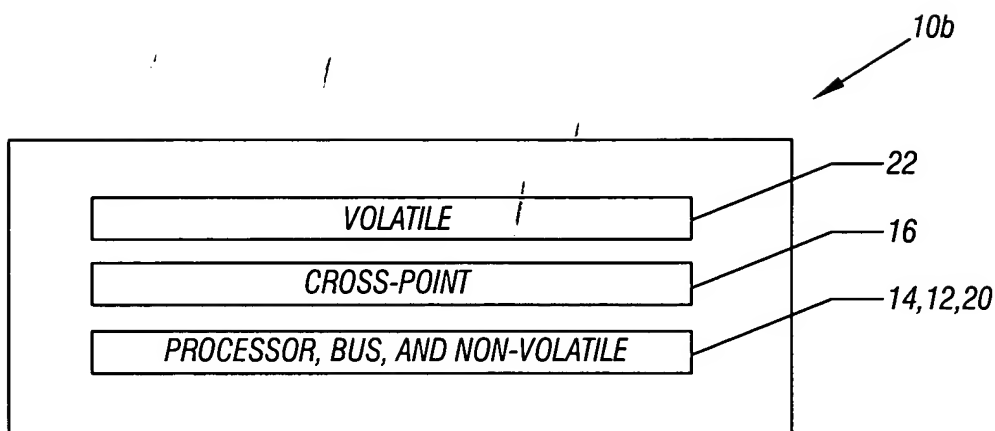 10b
VOLATILE
22
CROSS-POINT
16
PROCESSOR, BUS, AND NON-VOLATILE
14,12,20